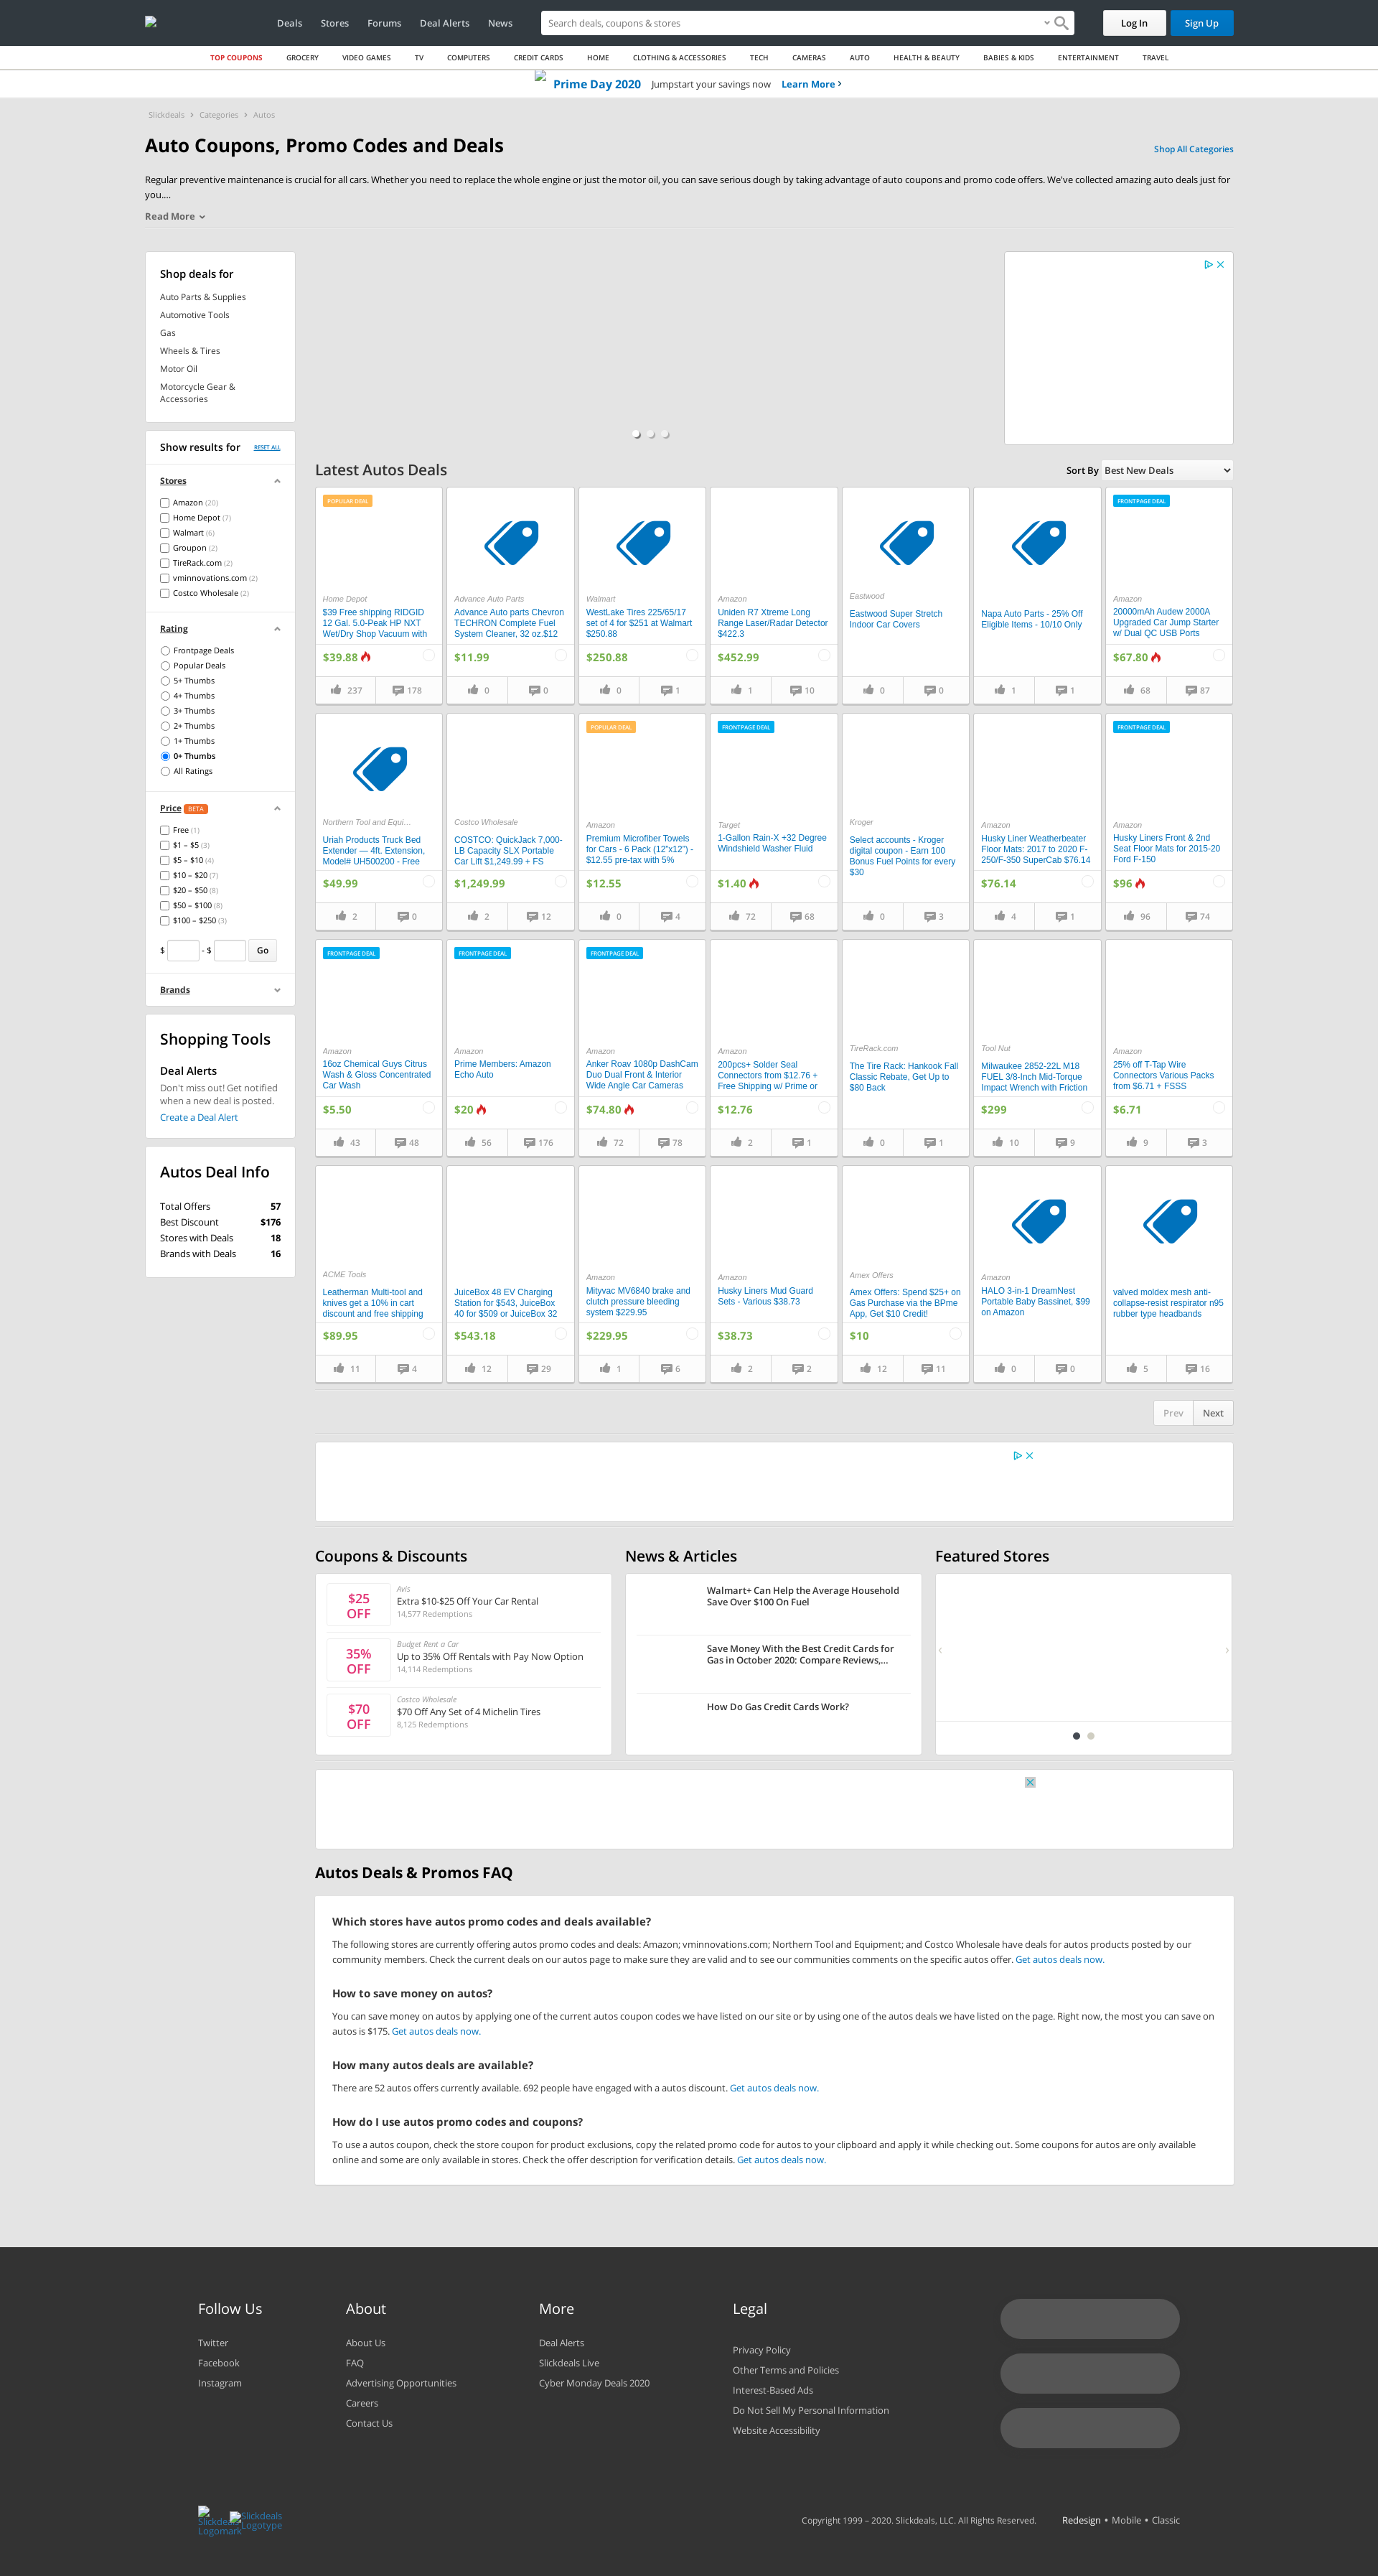 Deals Stores Forums Deal Alerts News
Search deals, coupons & stores
Log In Sign Up
TOP COUPONS GROCERY VIDEO GAMES TV COMPUTERS CREDIT CARDS HOME CLOTHING & ACCESSORIES TECH CAMERAS AUTO HEALTH & BEAUTY BABIES & KIDS ENTERTAINMENT TRAVEL
Prime Day 2020 Jumpstart your savings now Learn More
Slickdeals Categories Autos
Auto Coupons, Promo Codes and Deals
Shop All Categories
Regular preventive maintenance is crucial for all cars. Whether you need to replace the whole engine or just the motor oil, you can save serious dough by taking advantage of auto coupons and promo code offers. We've collected amazing auto deals just for
you....
Read More
Shop deals for
Auto Parts & Supplies
Automotive Tools
Gas
Wheels & Tires
Motor Oil
Motorcycle Gear &
Accessories
Show results for RESET ALL
Stores
Amazon (20)
Home Depot (7)
Walmart (6)
Groupon (2)
TireRack.com (2)
vminnovations.com (2)
Costco Wholesale (2)
Rating
Frontpage Deals
Popular Deals
5+ Thumbs
4+ Thumbs
3+ Thumbs
2+ Thumbs
1+ Thumbs
0+ Thumbs
All Ratings
Price BETA
Free (1)
$1 – $5 (3)
$5 – $10 (4)
$10 – $20 (7)
$20 – $50 (8)
$50 – $100 (8)
$100 – $250 (3)
$ - $ Go
Brands
Shopping Tools
Deal Alerts
Don't miss out! Get notified
when a new deal is posted.
Create a Deal Alert
Autos Deal Info
Total Offers 57
Best Discount $176
Stores with Deals 18
Brands with Deals 16
Latest Autos Deals
Sort By Best New Deals
POPULAR DEAL
Home Depot
$39 Free shipping RIDGID
12 Gal. 5.0-Peak HP NXT
Wet/Dry Shop Vacuum with
$39.88
237 178
Advance Auto Parts
Advance Auto parts Chevron
TECHRON Complete Fuel
System Cleaner, 32 oz.$12
$11.99
0 0
Walmart
WestLake Tires 225/65/17
set of 4 for $251 at Walmart
$250.88
$250.88
0 1
Amazon
Uniden R7 Xtreme Long
Range Laser/Radar Detector
$422.3
$452.99
1 10
Eastwood
Eastwood Super Stretch
Indoor Car Covers
0 0
Napa Auto Parts - 25% Off
Eligible Items - 10/10 Only
1 1
FRONTPAGE DEAL
Amazon
20000mAh Audew 2000A
Upgraded Car Jump Starter
w/ Dual QC USB Ports
$67.80
68 87
Northern Tool and Equi…
Uriah Products Truck Bed
Extender — 4ft. Extension,
Model# UH500200 - Free
$49.99
2 0
Costco Wholesale
COSTCO: QuickJack 7,000-
LB Capacity SLX Portable
Car Lift $1,249.99 + FS
$1,249.99
2 12
POPULAR DEAL
Amazon
Premium Microfiber Towels
for Cars - 6 Pack (12"x12") -
$12.55 pre-tax with 5%
$12.55
0 4
FRONTPAGE DEAL
Target
1-Gallon Rain-X +32 Degree
Windshield Washer Fluid
$1.40
72 68
Kroger
Select accounts - Kroger
digital coupon - Earn 100
Bonus Fuel Points for every
$30
0 3
Amazon
Husky Liner Weatherbeater
Floor Mats: 2017 to 2020 F-
250/F-350 SuperCab $76.14
$76.14
4 1
FRONTPAGE DEAL
Amazon
Husky Liners Front & 2nd
Seat Floor Mats for 2015-20
Ford F-150
$96
96 74
FRONTPAGE DEAL
Amazon
16oz Chemical Guys Citrus
Wash & Gloss Concentrated
Car Wash
$5.50
43 48
FRONTPAGE DEAL
Amazon
Prime Members: Amazon
Echo Auto
$20
56 176
FRONTPAGE DEAL
Amazon
Anker Roav 1080p DashCam
Duo Dual Front & Interior
Wide Angle Car Cameras
$74.80
72 78
Amazon
200pcs+ Solder Seal
Connectors from $12.76 +
Free Shipping w/ Prime or
$12.76
2 1
TireRack.com
The Tire Rack: Hankook Fall
Classic Rebate, Get Up to
$80 Back
0 1
Tool Nut
Milwaukee 2852-22L M18
FUEL 3/8-Inch Mid-Torque
Impact Wrench with Friction
$299
10 9
Amazon
25% off T-Tap Wire
Connectors Various Packs
from $6.71 + FSSS
$6.71
9 3
ACME Tools
Leatherman Multi-tool and
knives get a 10% in cart
discount and free shipping
$89.95
11 4
JuiceBox 48 EV Charging
Station for $543, JuiceBox
40 for $509 or JuiceBox 32
$543.18
12 29
Amazon
Mityvac MV6840 brake and
clutch pressure bleeding
system $229.95
$229.95
1 6
Amazon
Husky Liners Mud Guard
Sets - Various $38.73
$38.73
2 2
Amex Offers
Amex Offers: Spend $25+ on
Gas Purchase via the BPme
App, Get $10 Credit!
$10
12 11
Amazon
HALO 3-in-1 DreamNest
Portable Baby Bassinet, $99
on Amazon
0 0
valved moldex mesh anti-
collapse-resist respirator n95
rubber type headbands
5 16
Prev Next
Coupons & Discounts
$25
OFF
Avis
Extra $10-$25 Off Your Car Rental
14,577 Redemptions
35%
OFF
Budget Rent a Car
Up to 35% Off Rentals with Pay Now Option
14,114 Redemptions
$70
OFF
Costco Wholesale
$70 Off Any Set of 4 Michelin Tires
8,125 Redemptions
News & Articles
Walmart+ Can Help the Average Household
Save Over $100 On Fuel
Save Money With the Best Credit Cards for
Gas in October 2020: Compare Reviews,...
How Do Gas Credit Cards Work?
Featured Stores
Autos Deals & Promos FAQ
Which stores have autos promo codes and deals available?
The following stores are currently offering autos promo codes and deals: Amazon; vminnovations.com; Northern Tool and Equipment; and Costco Wholesale have deals for autos products posted by our
community members. Check the current deals on our autos page to make sure they are valid and to see our communities comments on the specific autos offer. Get autos deals now.
How to save money on autos?
You can save money on autos by applying one of the current autos coupon codes we have listed on our site or by using one of the autos deals we have listed on the page. Right now, the most you can save on
autos is $175. Get autos deals now.
How many autos deals are available?
There are 52 autos offers currently available. 692 people have engaged with a autos discount. Get autos deals now.
How do I use autos promo codes and coupons?
To use a autos coupon, check the store coupon for product exclusions, copy the related promo code for autos to your clipboard and apply it while checking out. Some coupons for autos are only available
online and some are only available in stores. Check the offer description for verification details. Get autos deals now.
Follow Us
Twitter
Facebook
Instagram
About
About Us
FAQ
Advertising Opportunities
Careers
Contact Us
More
Deal Alerts
Slickdeals Live
Cyber Monday Deals 2020
Legal
Privacy Policy
Other Terms and Policies
Interest-Based Ads
Do Not Sell My Personal Information
Website Accessibility
Slickdeals
Logomark
Slickdeals
Logotype
Copyright 1999 – 2020. Slickdeals, LLC. All Rights Reserved. Redesign • Mobile • Classic